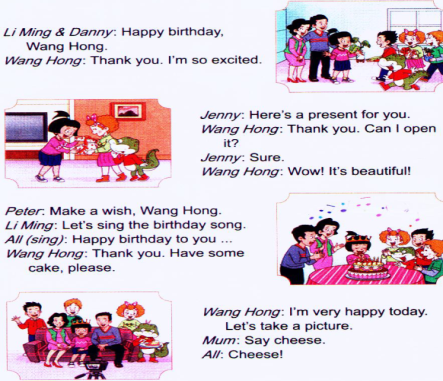 Li Ming & Danny: Happy birthday,
Wang Hong.
Wang Hong: Thank you. I'm so excited.
Jenny: Here's a present for you.
Wang Hong: Thank you. Can I open
it?
Jenny: Sure.
Wang Hong: Wow! It's beautiful!
Peter: Make a wish, Wang Hong.
Li Ming: Let's sing the birthday song.
All (sing): Happy birthday to you ...
Wang Hong: Thank you. Have some
cake, please.
Wang Hong: I'm very happy today.
Let's take a picture.
Mum: Say cheese.
All: Cheese!